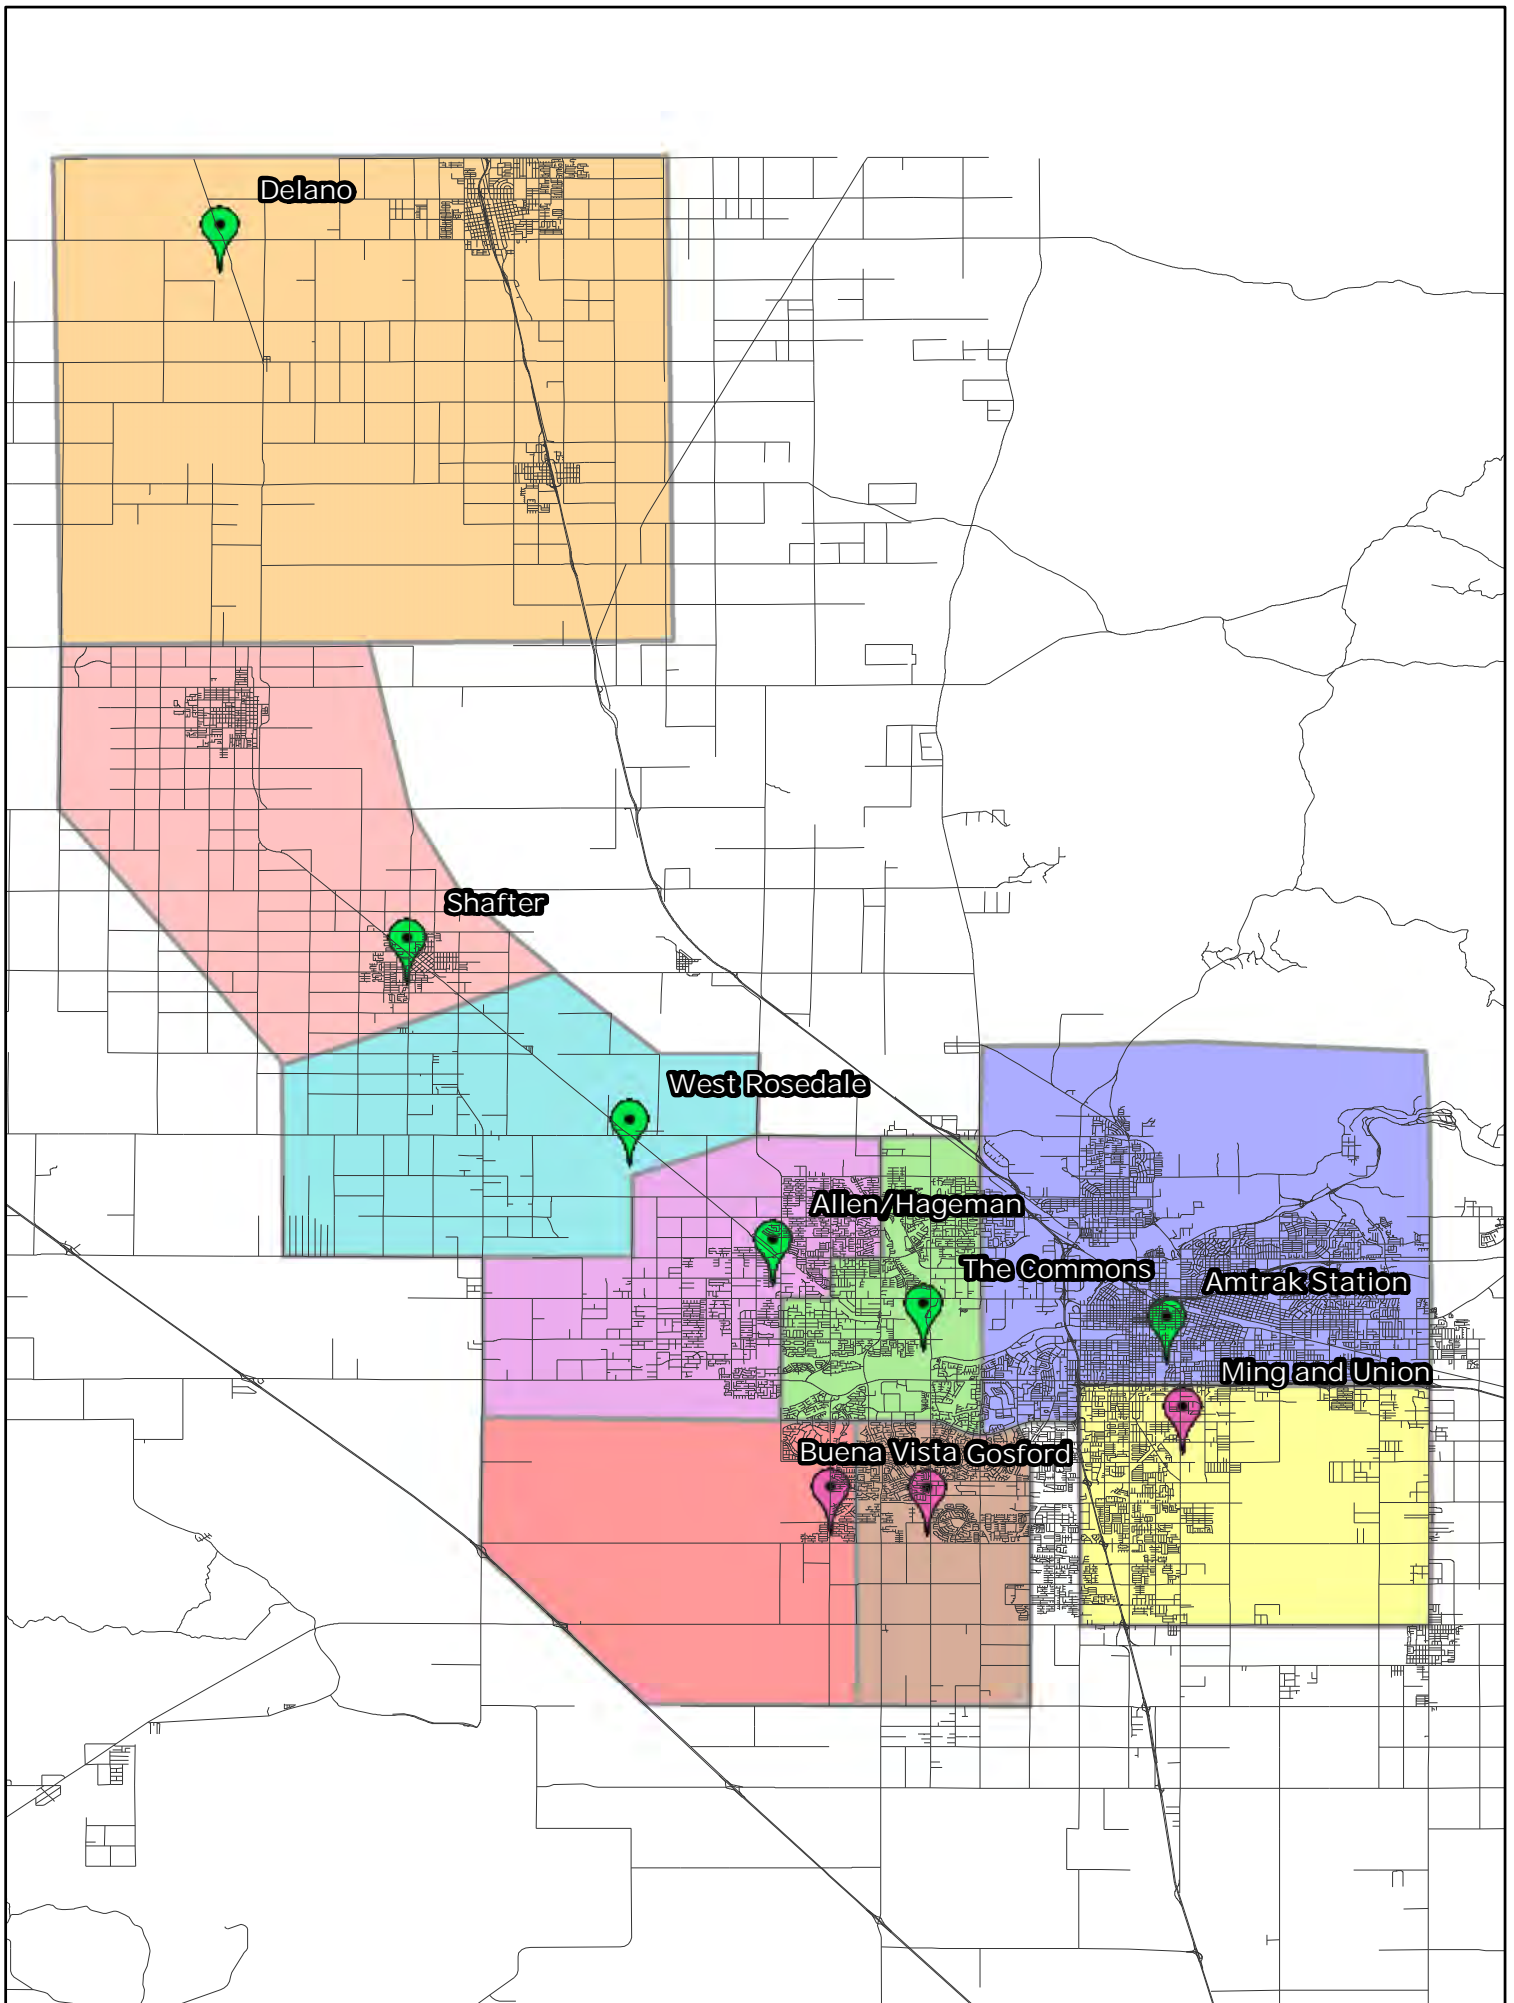 Delano
Shafter
West Rosedale
Allen/Hageman
The Commons
Amtrak Station
Ming and Union
Buena Vista
Gosford